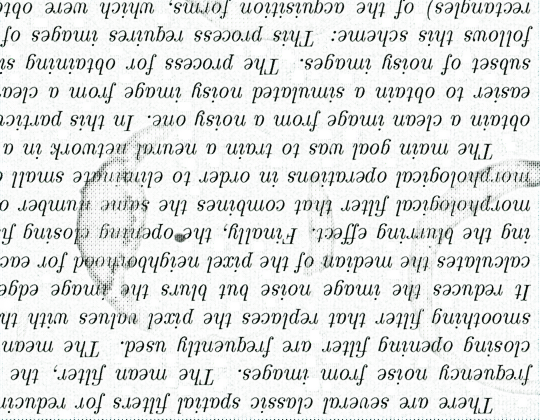 There are several classic spatial filters for reducin
frequency noise from images. The mean filter, the
closing opening filter are frequently used. The mean
smoothing filter that replaces the pixel values with th
It reduces the image noise but blurs the image edge
calculates the median of the pixel neighborhood for eac
ing the blurring effect. Finally, the opening closing fi
morphological filter that combines the same number o
morphological operations in order to eliminate small
The main goal was to train a neural network in a
obtain a clean image from a noisy one. In this particu
easier to obtain a simulated noisy image from a clea
subset of noisy images. The process for obtaining si
follows this scheme: This process requires images of
rectangles) of the acquisition forms, which were obt